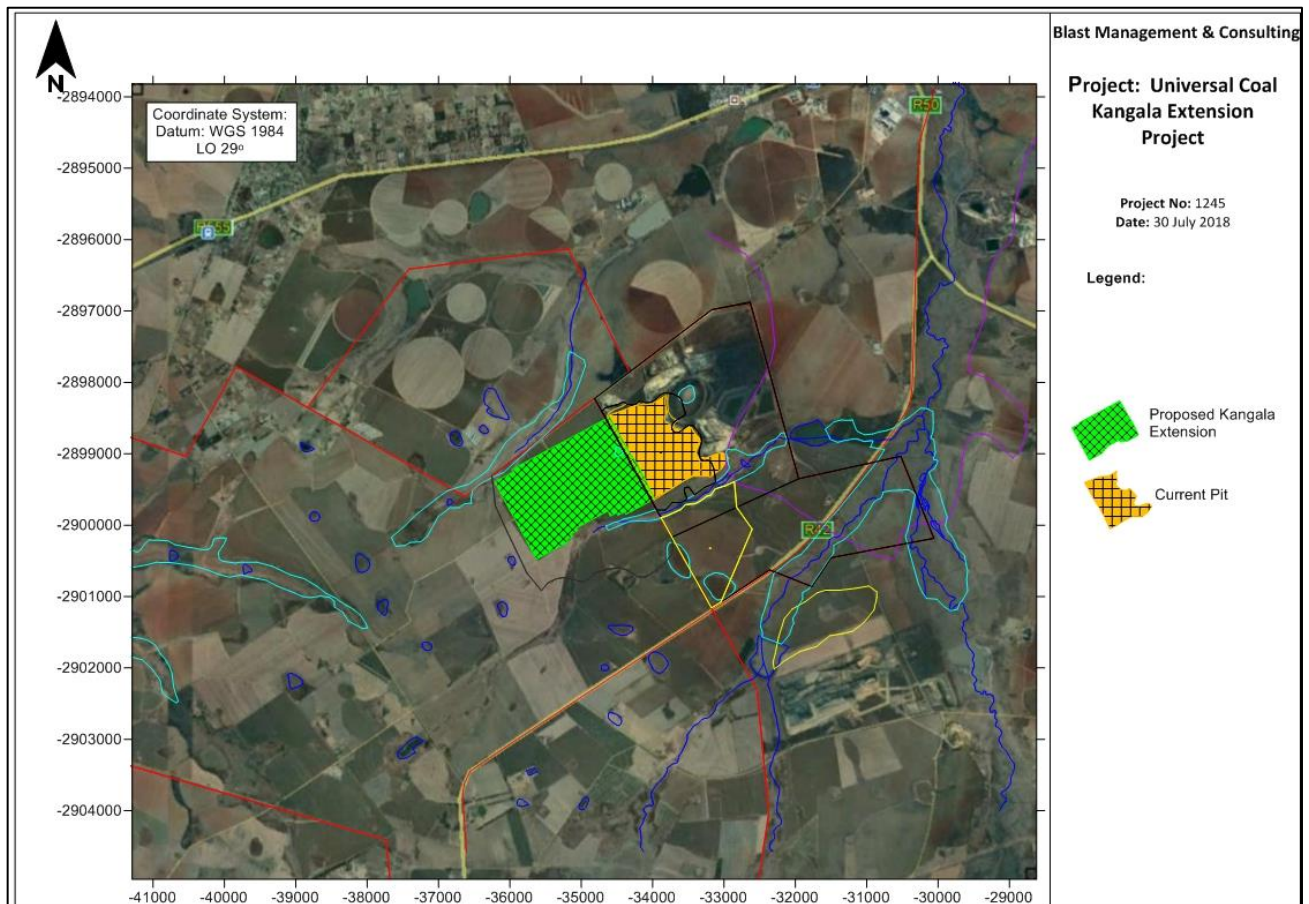 Blast Management & Consulting
Project: Universal Coal
Kangala Extension
Project
Project No: 1245
Date: 30 July 2018
Legend:
Proposed Kangala
Extension
Current Pit
N
Coordinate System:
Datum: WGS 1984
LO 29º
-2894000
-2895000
-2896000
-2897000
-2898000
-2899000
-2900000
-2901000
-2902000
-2903000
-2904000
R50
R42
-41000 -40000 -39000 -38000 -37000 -36000 -35000 -34000 -33000 -32000 -31000 -30000 -29000